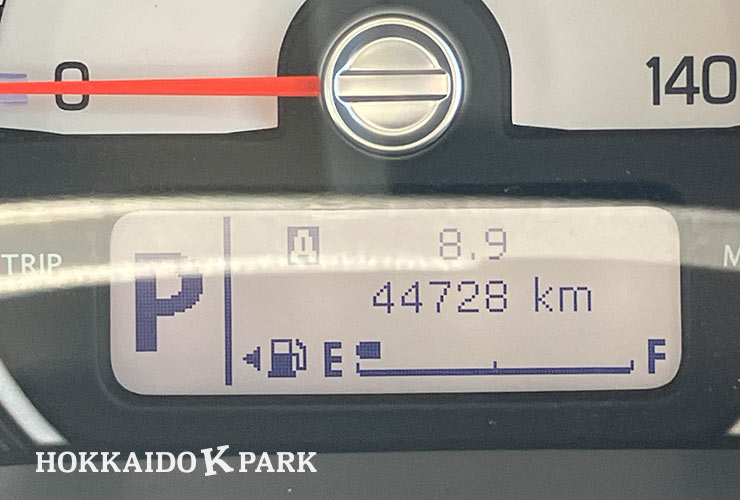 0
140
TRIP
M
A 8.9
P
44728 km
E F
HOKKAIDO K PARK